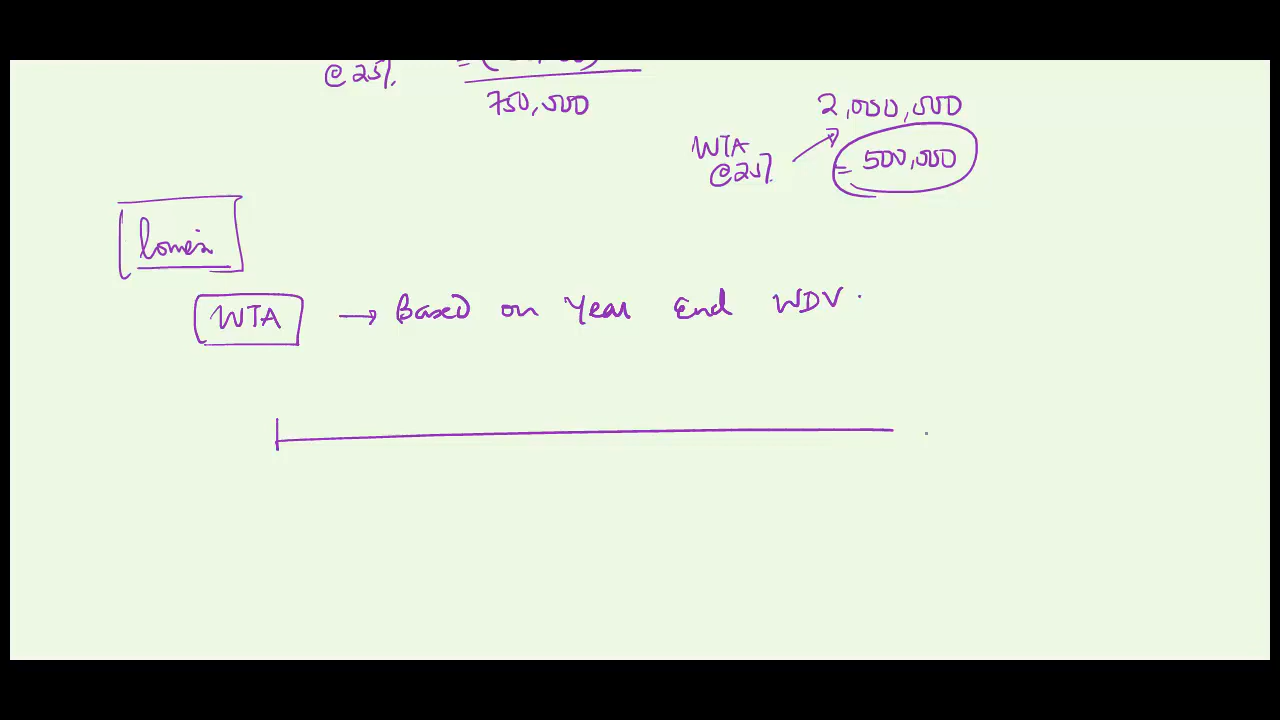 @ 25%
750,000
2,000,000
WTA
@25%
= 500,000
WTA → Based on Year End WDV.